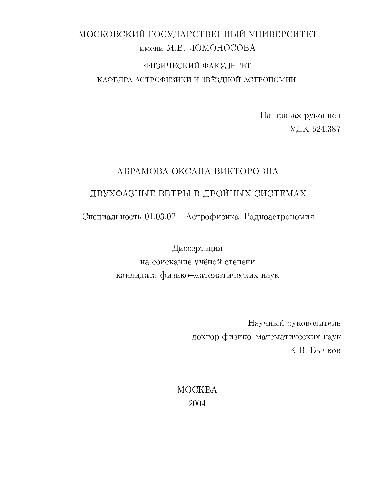 МОСКОВСКИЙ ГОСУДАРСТВЕННЫЙ УНИВЕРСИТЕТ
имени М.В. ЛОМОНОСОВА
ФИЗИЧЕСКИЙ ФАКУЛЬТЕТ
КАФЕДРА АСТРОФИЗИКИ И ЗВЁЗДНОЙ АСТРОНОМИИ
На правах рукописи
УДК 524.387
АБРАМОВА ОКСАНА ВИКТОРОВНА
ДВУХФАЗНЫЕ ВЕТРЫ В ДВОЙНЫХ СИСТЕМАХ
Специальность 01.03.02 – Астрофизика, Радиоастрономия
Диссертация
на соискание учёной степени
кандидата физико–математических наук
Научный руководитель
доктор физико–математических наук
К.В. Бычков
МОСКВА
2004